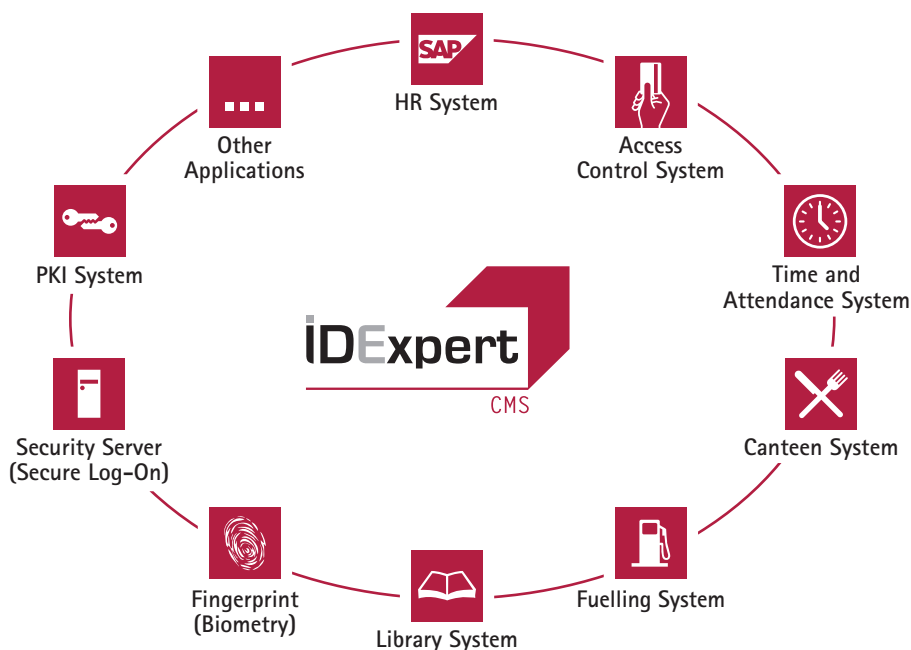 SAP
HR System
Access
Control System
Time and
Attendance System
Canteen System
Fuelling System
Library System
Fingerprint
(Biometry)
Security Server
(Secure Log-On)
PKI System
Other
Applications
iDExpert
CMS